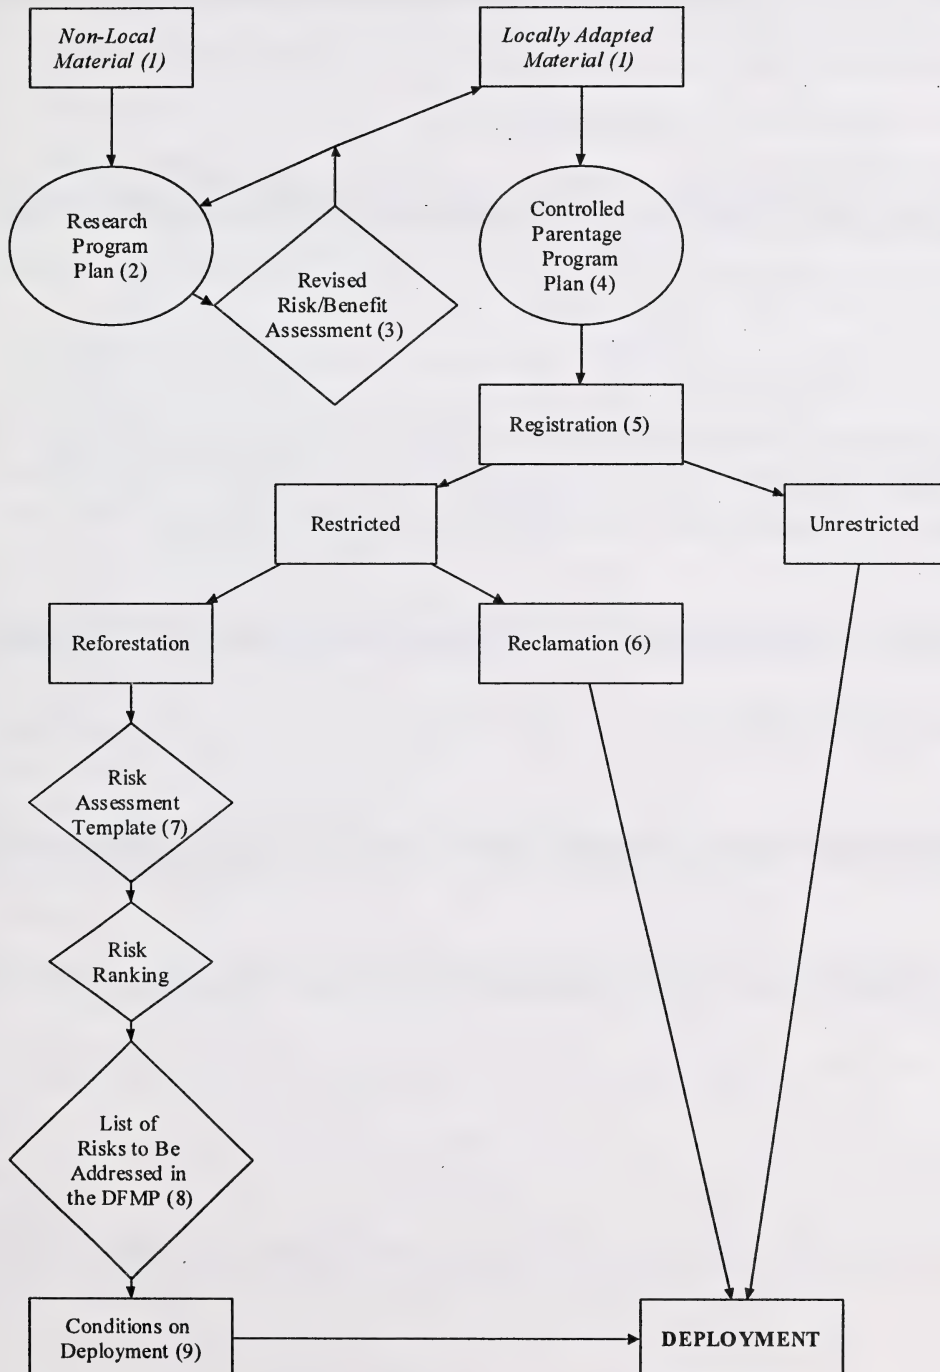 Non-Local
Material (1)
Locally Adapted
Material (1)
Research
Program
Plan (2)
Controlled
Parentage
Program
Plan (4)
Revised
Risk/Benefit
Assessment (3)
Registration (5)
Restricted
Unrestricted
Reforestation
Reclamation (6)
Risk
Assessment
Template (7)
Risk
Ranking
List of
Risks to Be
Addressed in
the DFMP (8)
Conditions on
Deployment (9)
DEPLOYMENT